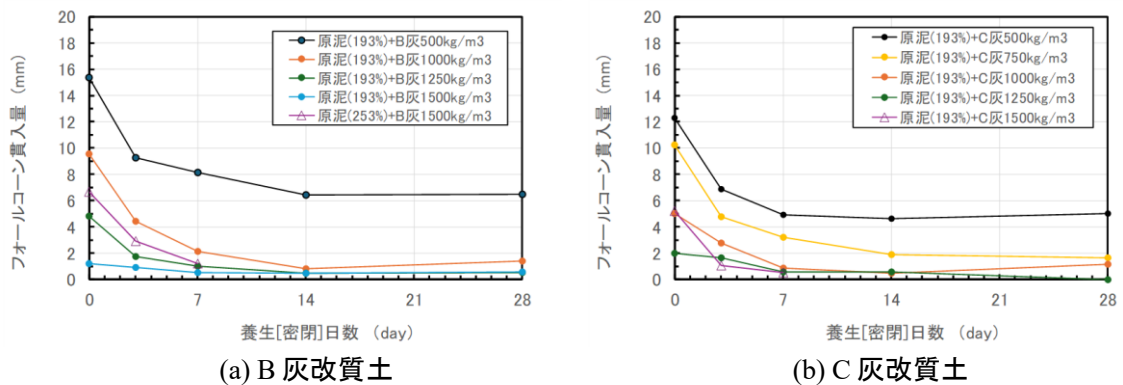 20
18
16
14
12
10
8
6
4
2
0
フォールコーン貫入量 (mm)
原泥(193%)+B灰500kg/m3
原泥(193%)+B灰1000kg/m3
原泥(193%)+B灰1250kg/m3
原泥(193%)+B灰1500kg/m3
原泥(253%)+B灰1500kg/m3
0 7 14 21 28
養生[密閉]日数 (day)
(a) B 灰改質土
20
18
16
14
12
10
8
6
4
2
0
フォールコーン貫入量 (mm)
原泥(193%)+C灰500kg/m3
原泥(193%)+C灰750kg/m3
原泥(193%)+C灰1000kg/m3
原泥(193%)+C灰1250kg/m3
原泥(193%)+C灰1500kg/m3
0 7 14 21 28
養生[密閉]日数 (day)
(b) C 灰改質土